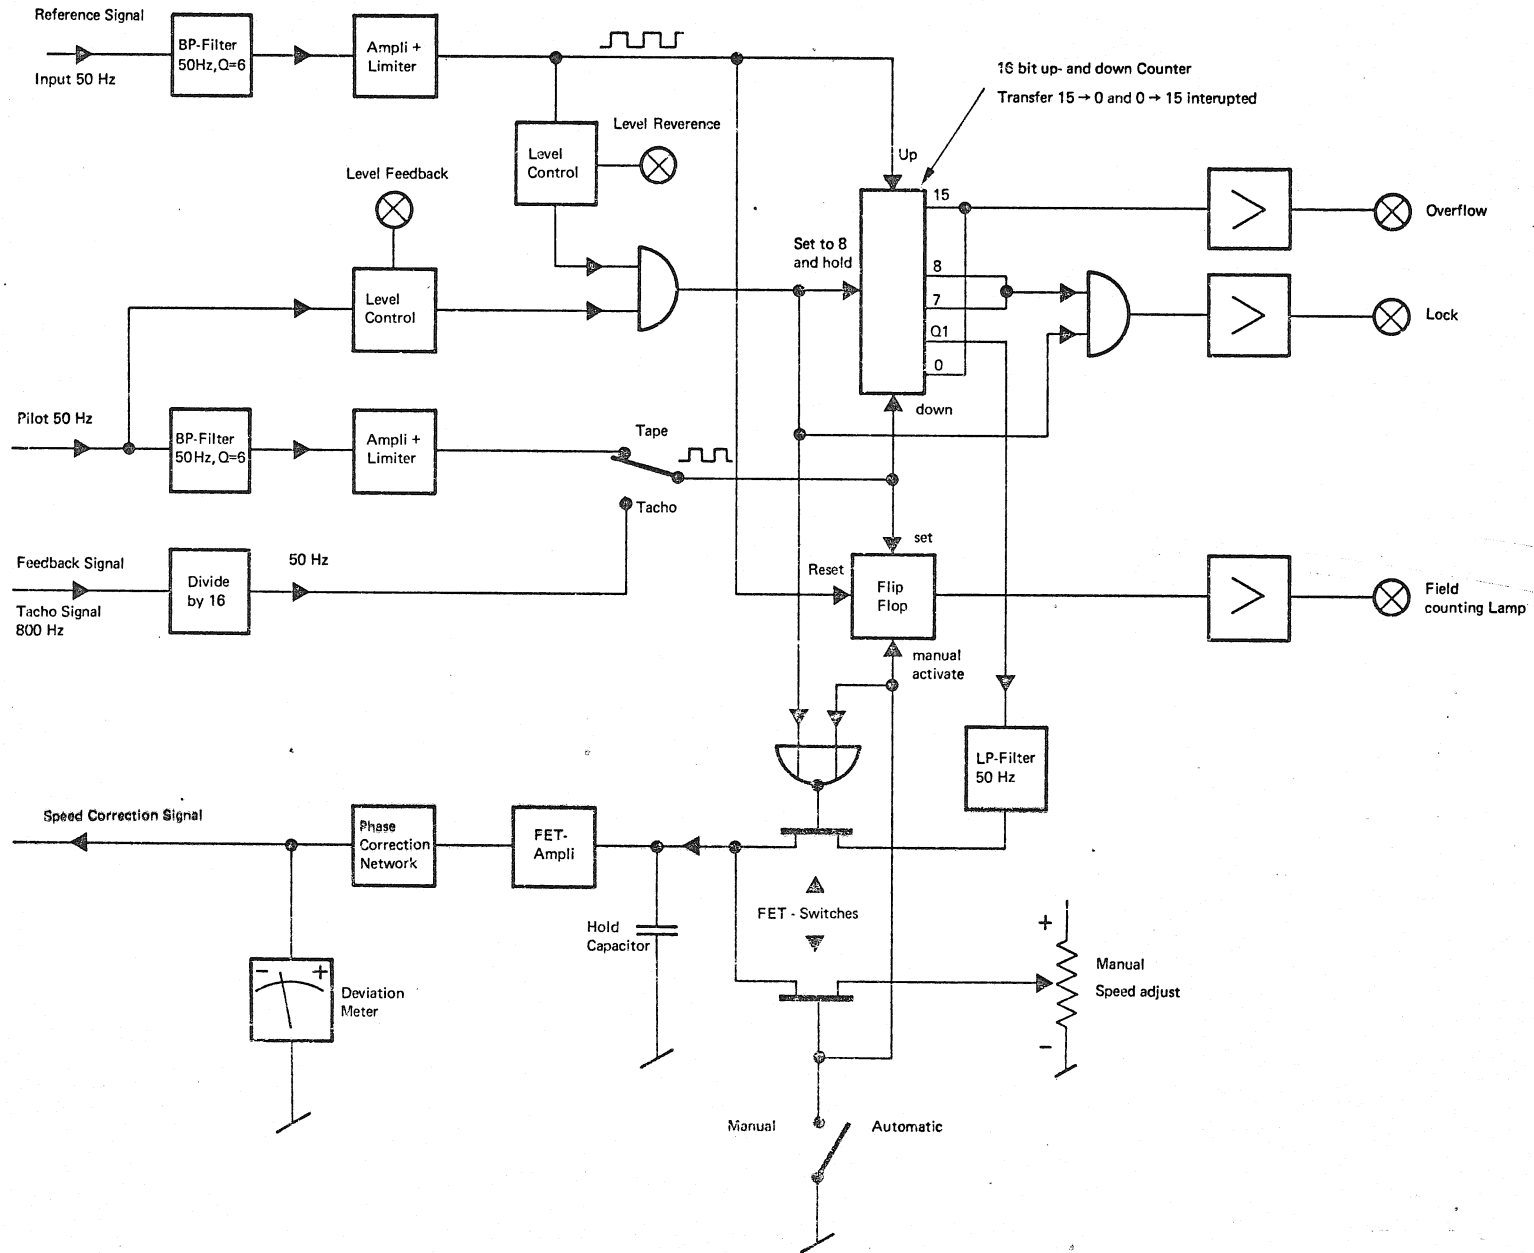 Reference Signal
Input 50 Hz
BP-Filter
50Hz, Q=6
Ampli +
Limiter
16 bit up- and down Counter
Transfer 15 → 0 and 0 → 15 interupted
Level Reverence
Level
Control
Level Feedback
Up
15
Overflow
Set to 8
and hold
8
7
Q1
0
Level
Control
Lock
down
Pilot 50 Hz
BP-Filter
50Hz, Q=6
Ampli +
Limiter
Tape
Tacho
set
Feedback Signal
Tacho Signal
800 Hz
Divide
by 16
50 Hz
Reset
Flip
Flop
Field
counting Lamp
manual
activate
LP-Filter
50 Hz
Speed Correction Signal
Phase
Correction
Network
FET-
Ampli
FET - Switches
Hold
Capacitor
+
Manual
Speed adjust
−
− +
Deviation
Meter
Manual
Automatic